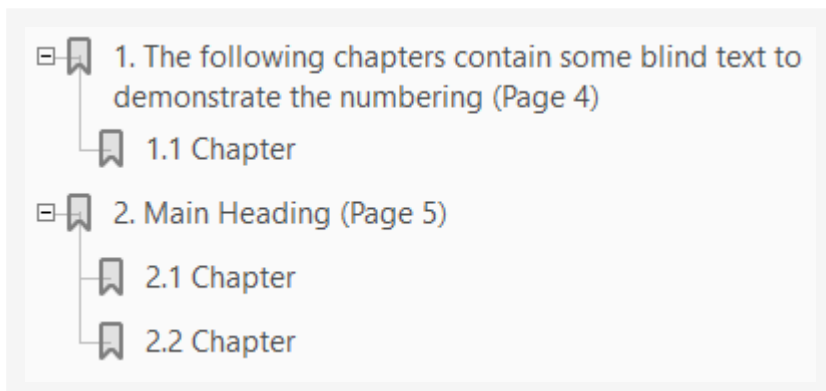 1. The following chapters contain some blind text to
demonstrate the numbering (Page 4)
1.1 Chapter
2. Main Heading (Page 5)
2.1 Chapter
2.2 Chapter